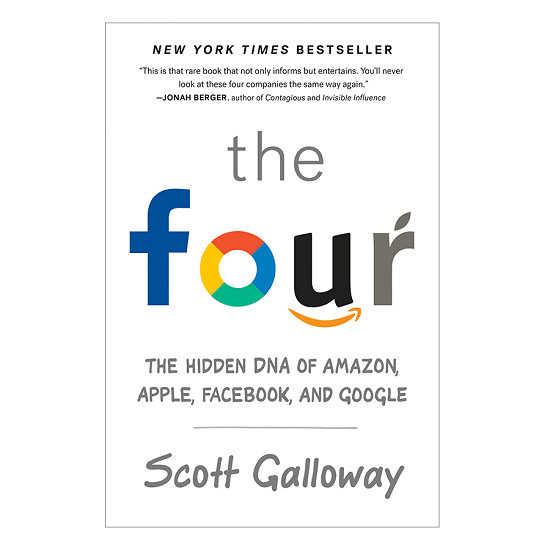 NEW YORK TIMES BESTSELLER
"This is that rare book that not only informs but entertains. You'll never
look at these four companies the same way again."
—JONAH BERGER, author of Contagious and Invisible Influence
the
four
THE HIDDEN DNA OF AMAZON,
APPLE, FACEBOOK, AND GOOGLE
Scott Galloway